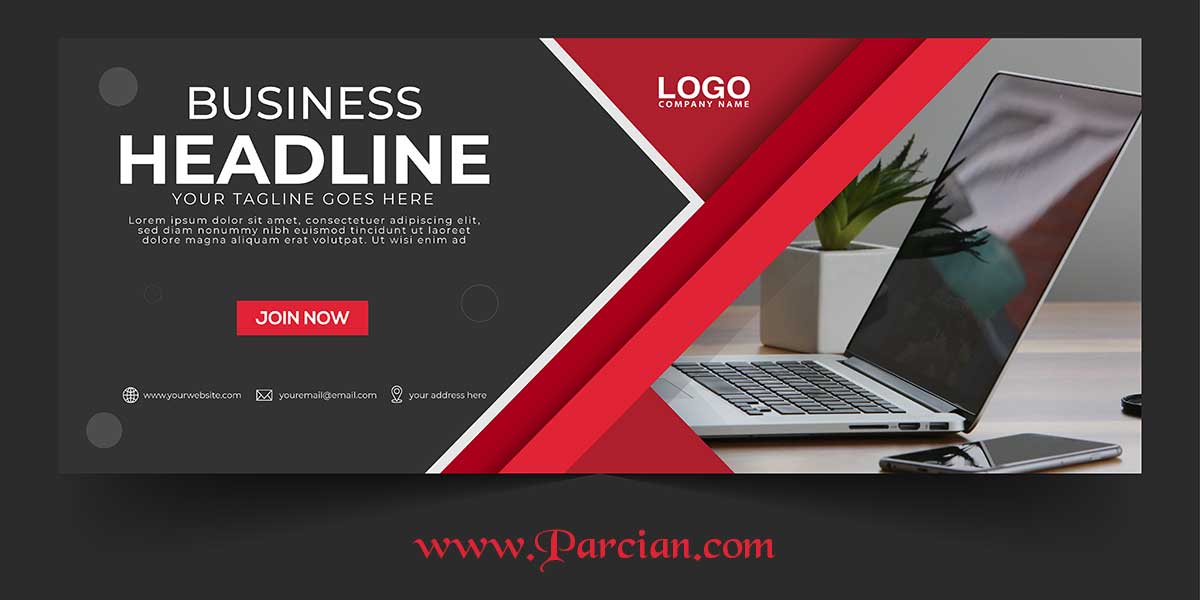 BUSINESS
HEADLINE
YOUR TAGLINE GOES HERE
Lorem ipsum dolor sit amet, consectetuer adipiscing elit,
sed diam nonummy nibh euismod tincidunt ut laoreet
dolore magna aliquam erat volutpat. Ut wisi enim ad
JOIN NOW
www.yourwebsite.com youremail@email.com your address here
LOGO
COMPANY NAME
www.Parcian.com